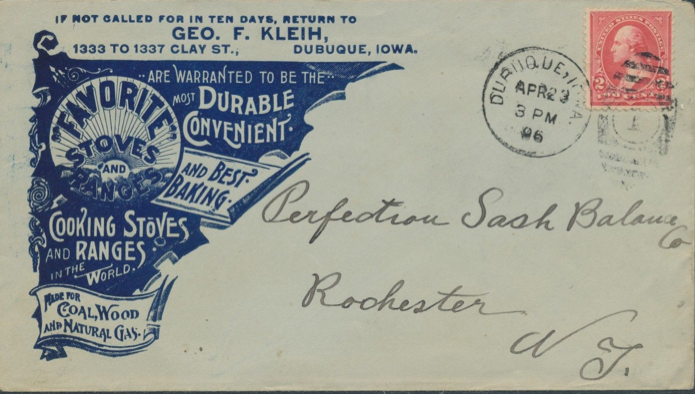 IF NOT CALLED FOR IN TEN DAYS, RETURN TO
GEO. F. KLEIH,
1333 TO 1337 CLAY ST., DUBUQUE, IOWA.
"FAVORITE"
STOVES
AND
RANGES
ARE WARRANTED TO BE THE
MOST DURABLE
CONVENIENT.
AND BEST
BAKING.
COOKING STOVES
AND RANGES
IN THE WORLD.
MADE FOR
COAL, WOOD
AND NATURAL GAS.
DUBUQUE, IOWA.
APR 23
3 PM
96
Perfection Sash Balance
Co
Rochester
N Y.